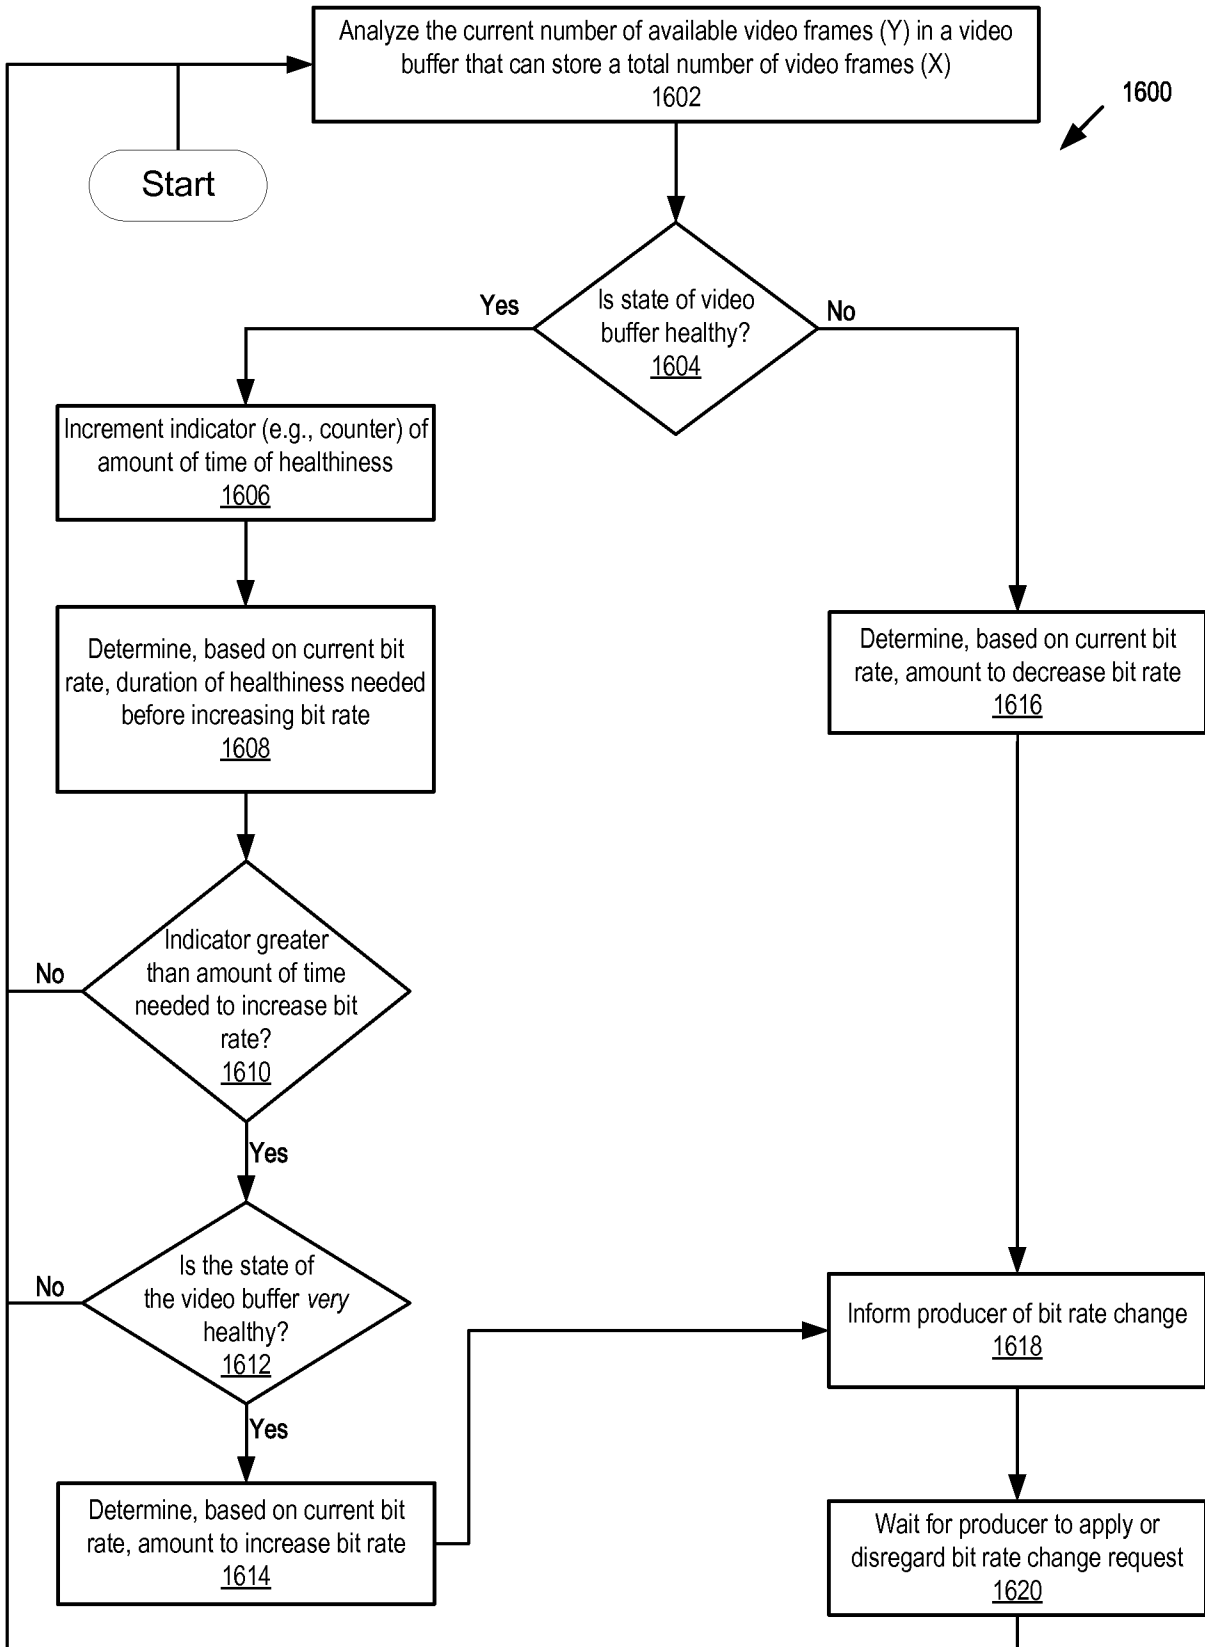 Analyze the current number of available video frames (Y) in a video
buffer that can store a total number of video frames (X)
1602
1600
Start
Is state of video
buffer healthy?
1604
Yes
No
Increment indicator (e.g., counter) of
amount of time of healthiness
1606
Determine, based on current bit
rate, duration of healthiness needed
before increasing bit rate
1608
Determine, based on current bit
rate, amount to decrease bit rate
1616
Indicator greater
than amount of time
needed to increase bit
rate?
1610
No
Yes
Is the state of
the video buffer very
healthy?
1612
No
Yes
Inform producer of bit rate change
1618
Determine, based on current bit
rate, amount to increase bit rate
1614
Wait for producer to apply or
disregard bit rate change request
1620